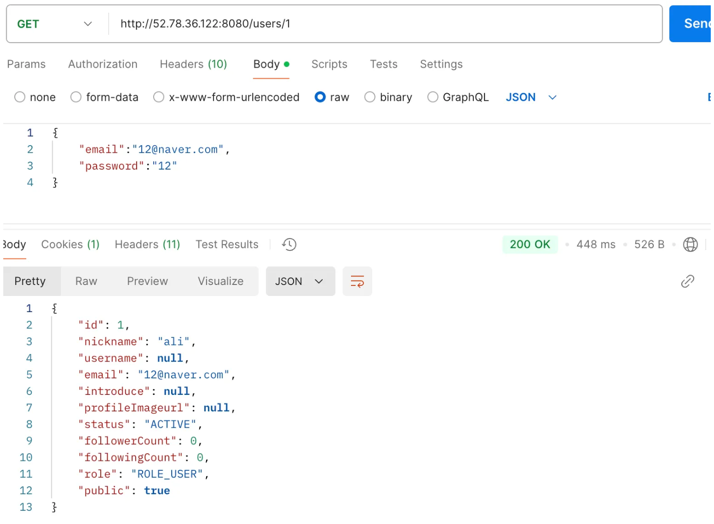 GET http://52.78.36.122:8080/users/1 Send
Params Authorization Headers (10) Body Scripts Tests Settings
none form-data x-www-form-urlencoded raw binary GraphQL JSON
1 {
2 "email":"12@naver.com",
3 "password":"12"
4 }
Body Cookies (1) Headers (11) Test Results 200 OK 448 ms 526 B
Pretty Raw Preview Visualize JSON
1 {
2 "id": 1,
3 "nickname": "ali",
4 "username": null,
5 "email": "12@naver.com",
6 "introduce": null,
7 "profileImageurl": null,
8 "status": "ACTIVE",
9 "followerCount": 0,
10 "followingCount": 0,
11 "role": "ROLE_USER",
12 "public": true
13 }